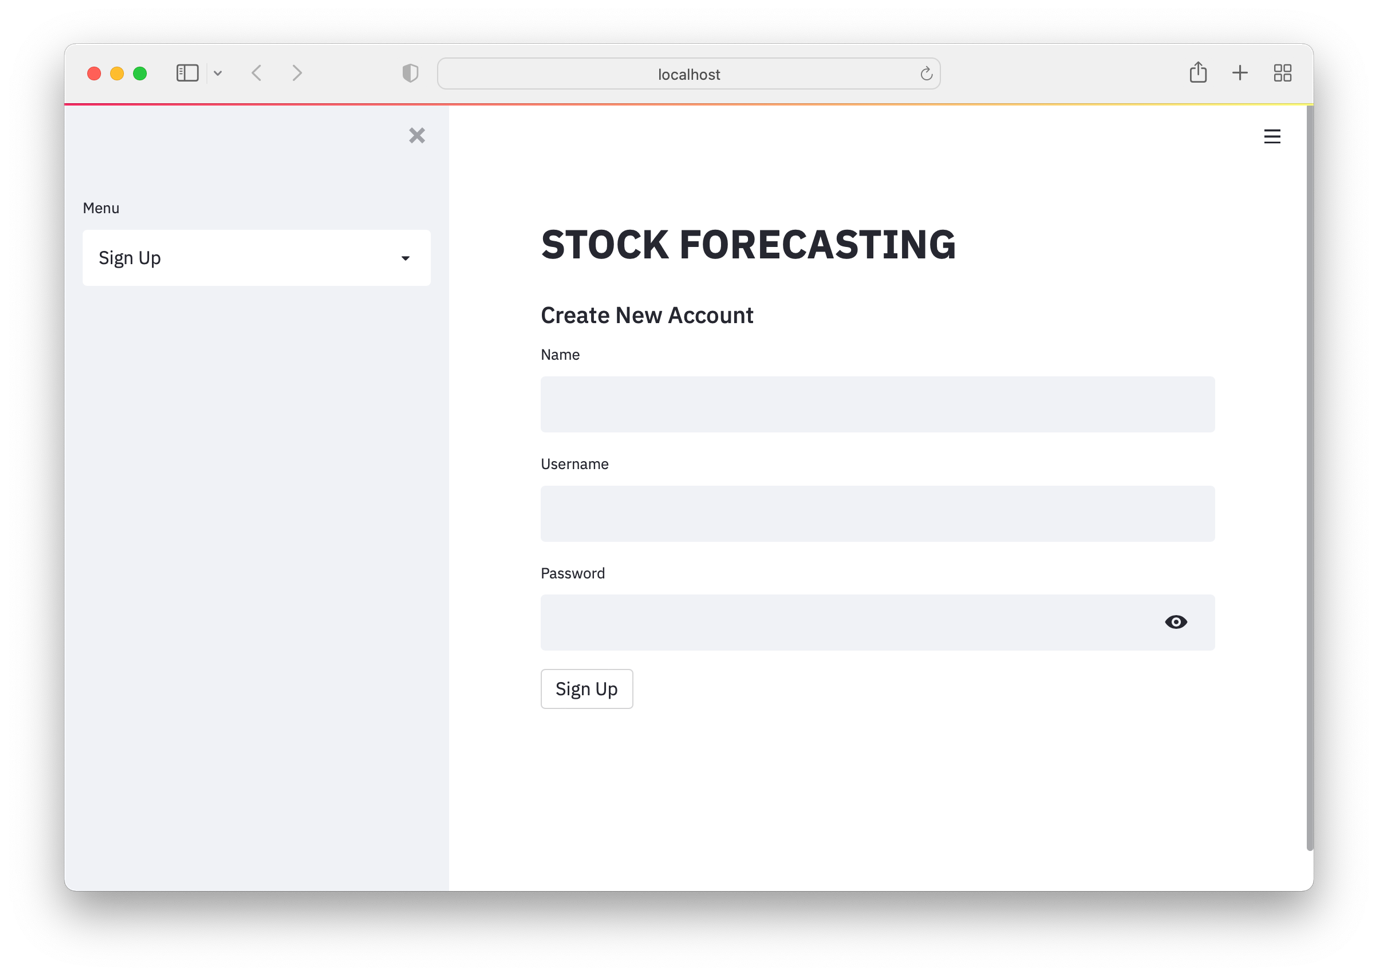 localhost
Menu
Sign Up
STOCK FORECASTING
Create New Account
Name
Username
Password
Sign Up